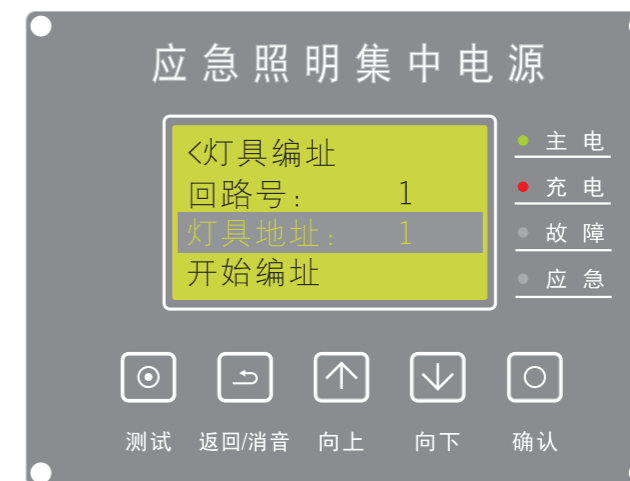 应急照明集中电源
<灯具编址
回路号： 1
灯具地址： 1
开始编址
主电
充电
故障
应急
测试 返回/消音 向上 向下 确认